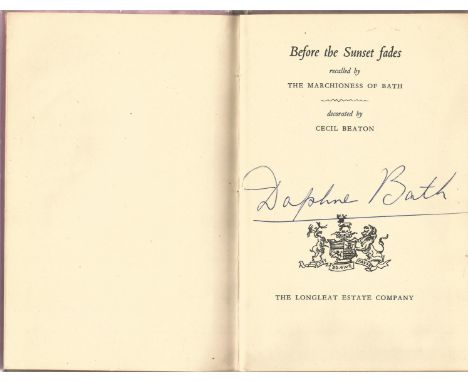 Before the Sunset fades
recalled by
THE MARCHIONESS OF BATH
decorated by
CECIL BEATON
Daphne Bath
THE LONGLEAT ESTATE COMPANY